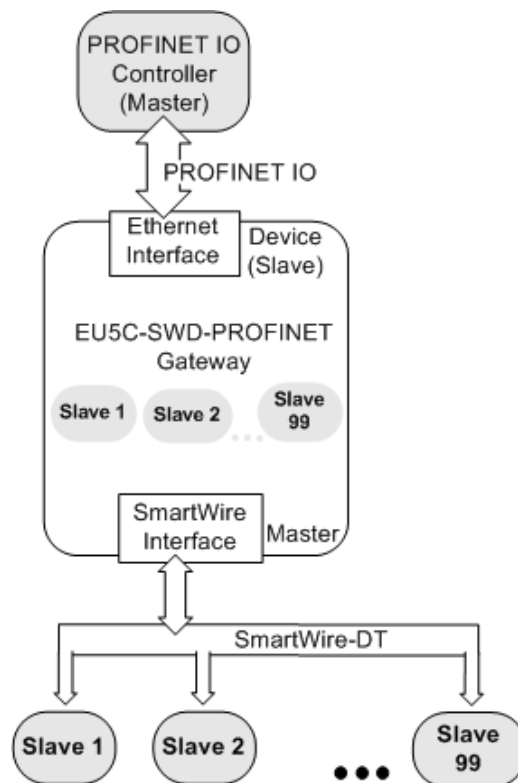 PROFINET IO
Controller
(Master)
PROFINET IO
Ethernet
Interface
Device
(Slave)
EU5C-SWD-PROFINET
Gateway
Slave 1
Slave 2
Slave
99
SmartWire
Interface
Master
SmartWire-DT
Slave 1
Slave 2
Slave
99